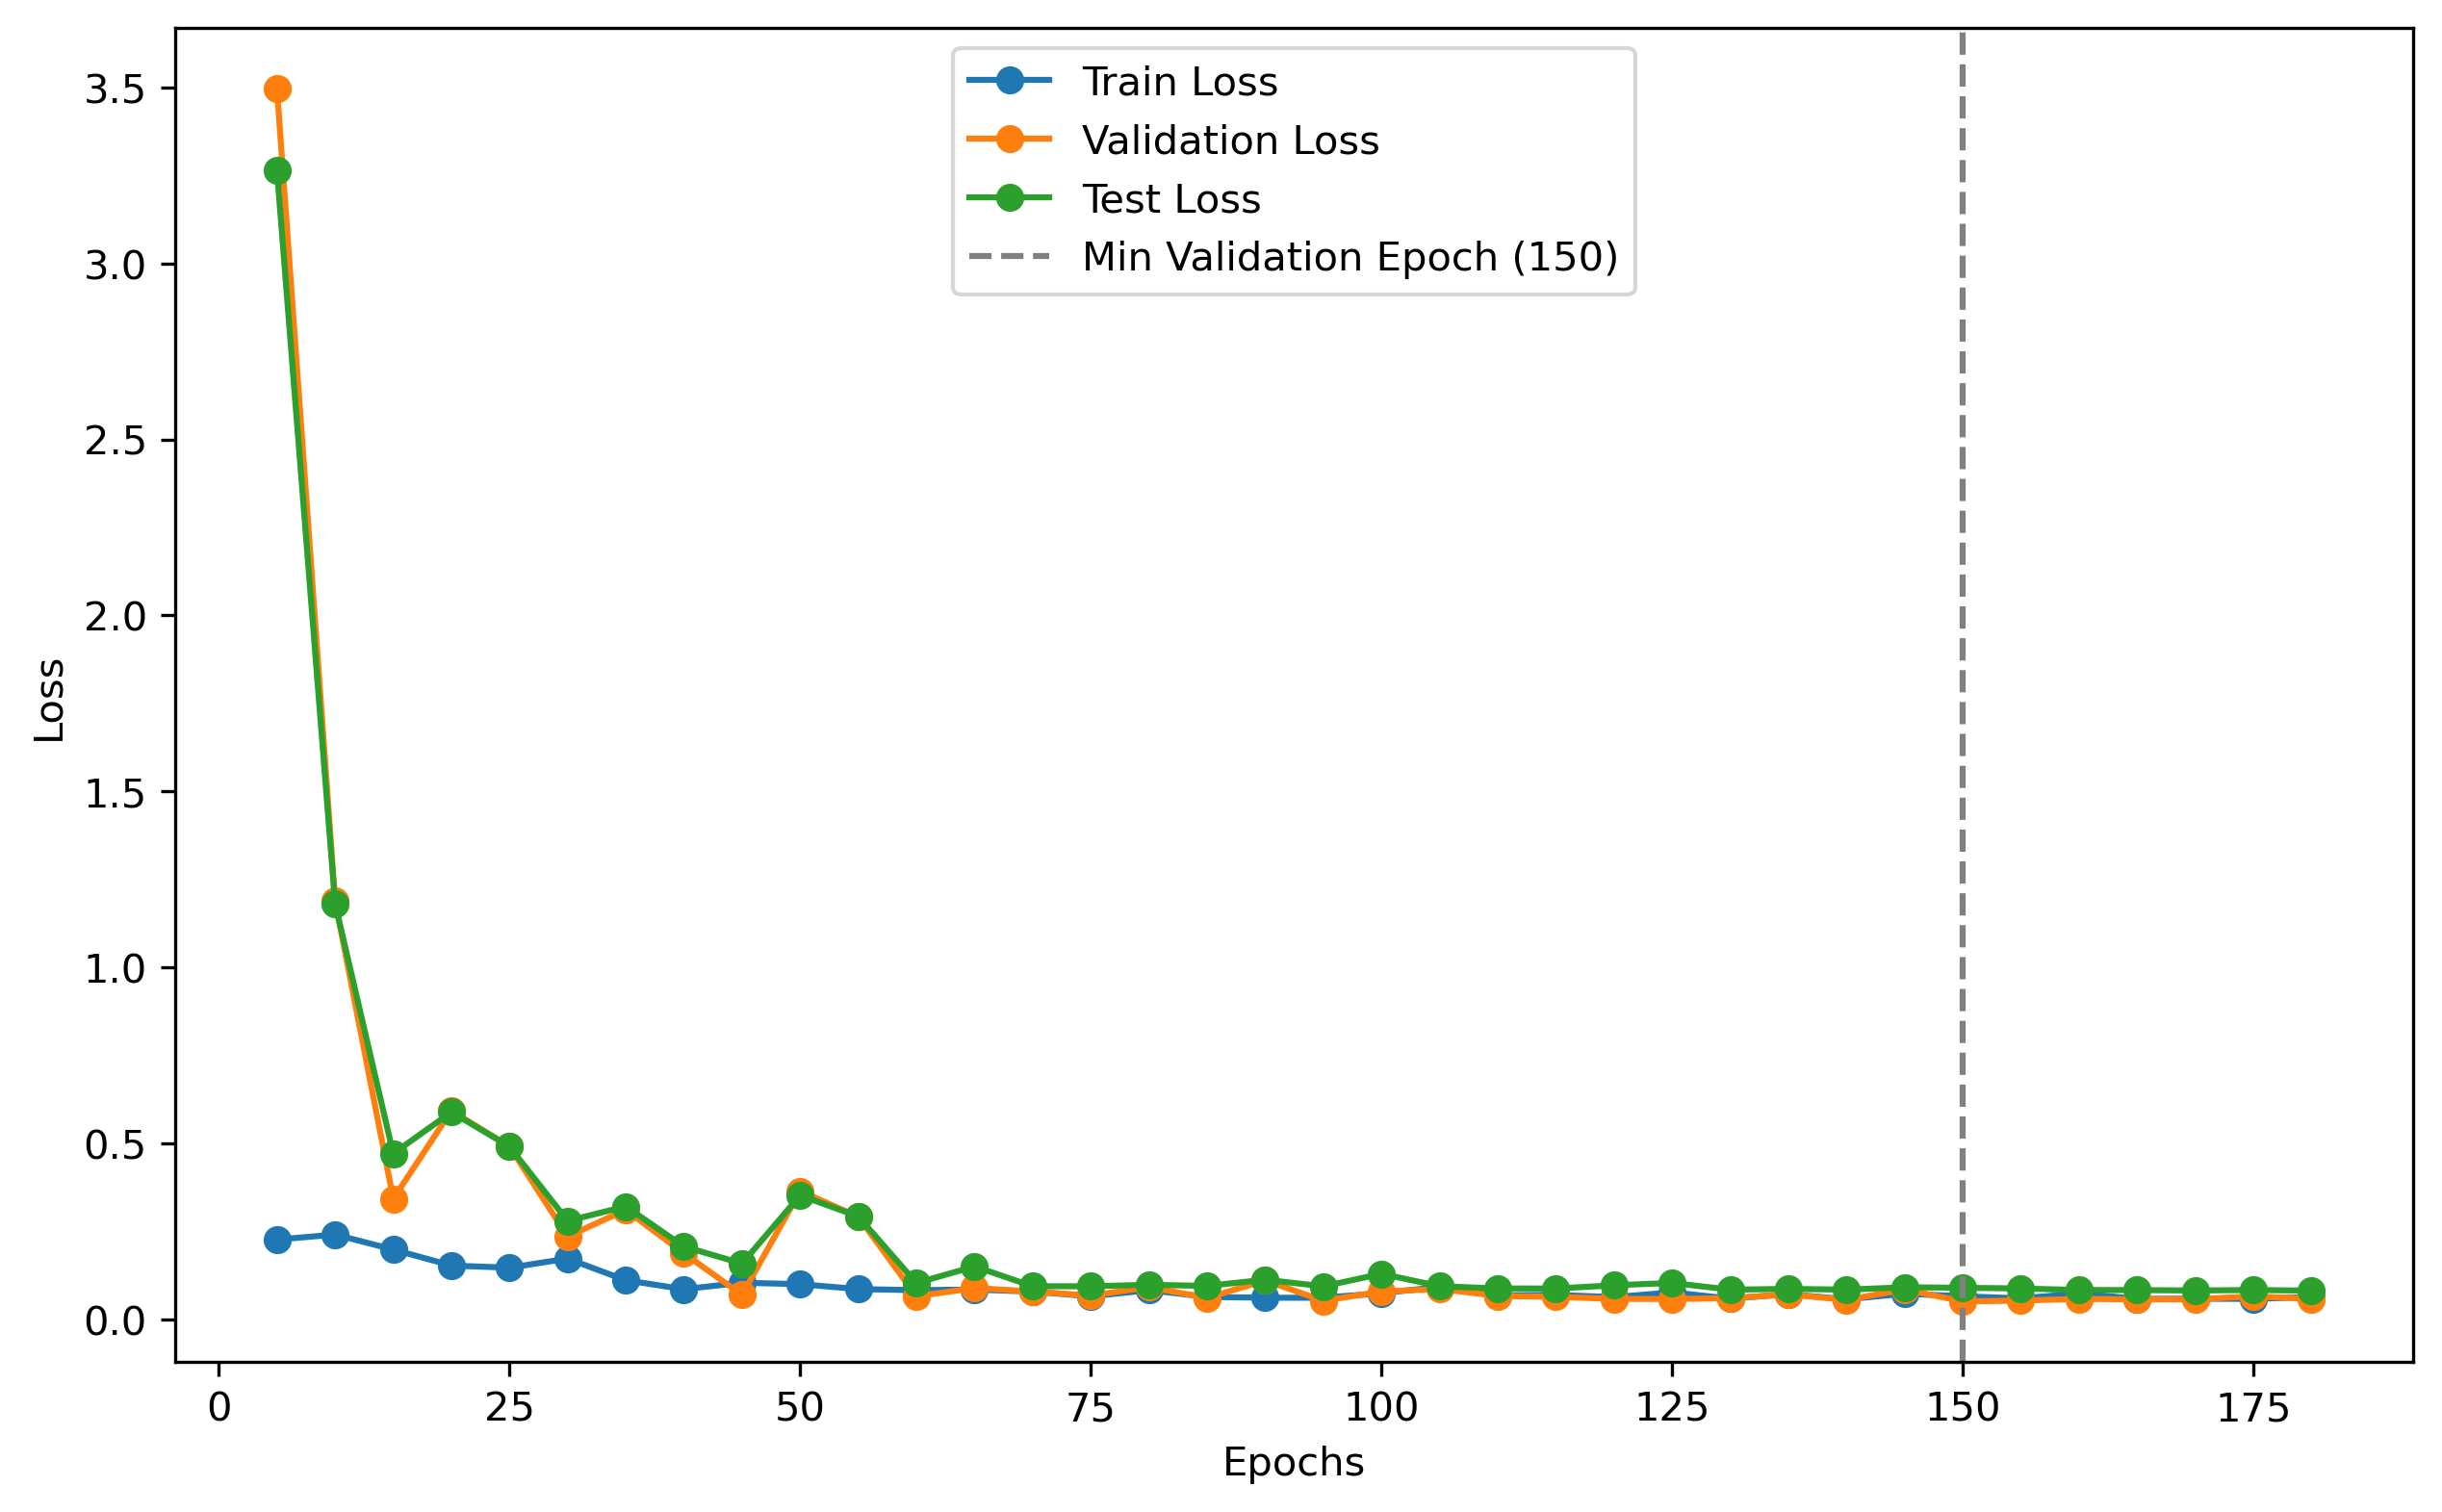 Train Loss
Validation Loss
Test Loss
Min Validation Epoch (150)
3.5
3.0
2.5
2.0
1.5
1.0
0.5
0.0
Loss
0 25 50 75 100 125 150 175
Epochs